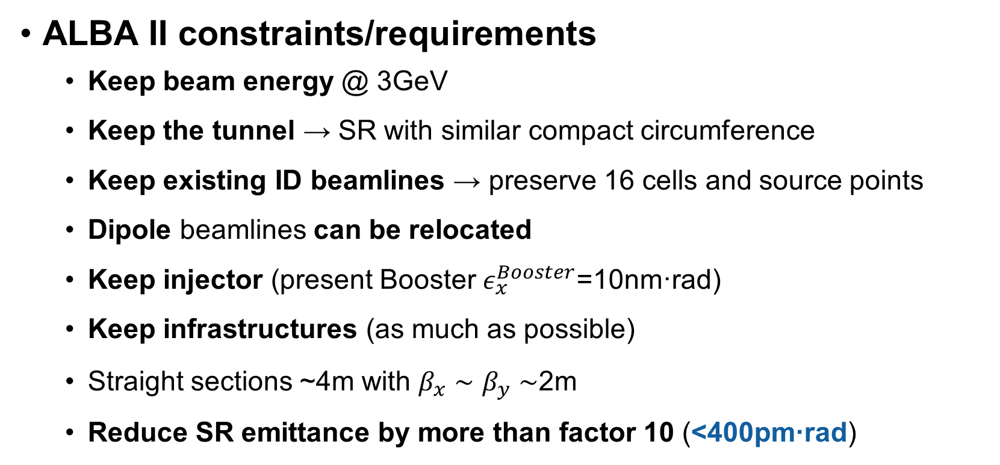 • ALBA II constraints/requirements
• Keep beam energy @ 3GeV
• Keep the tunnel → SR with similar compact circumference
• Keep existing ID beamlines → preserve 16 cells and source points
• Dipole beamlines can be relocated
• Keep injector (present Booster $\epsilon_x^{Booster}$=10nm·rad)
• Keep infrastructures (as much as possible)
• Straight sections ~4m with $\beta_x \sim \beta_y$ ~2m
• Reduce SR emittance by more than factor 10 (<400pm·rad)